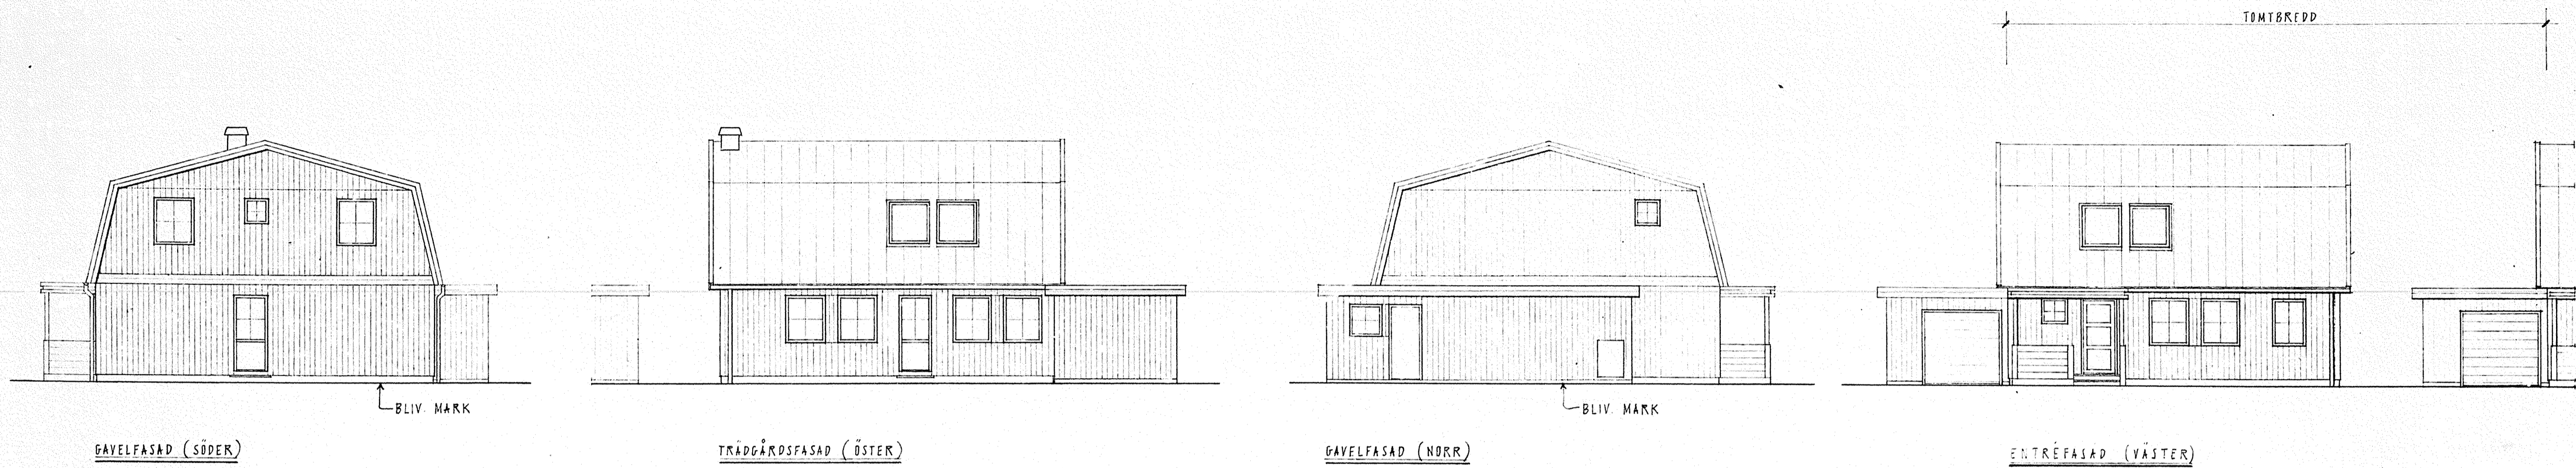 TOMTBREDD
BLIV. MARK
BLIV. MARK
GAVELFASAD (SÖDER)
TRÄDGÅRDSFASAD (ÖSTER)
GAVELFASAD (NORR)
ENTRÉFASAD (VÄSTER)